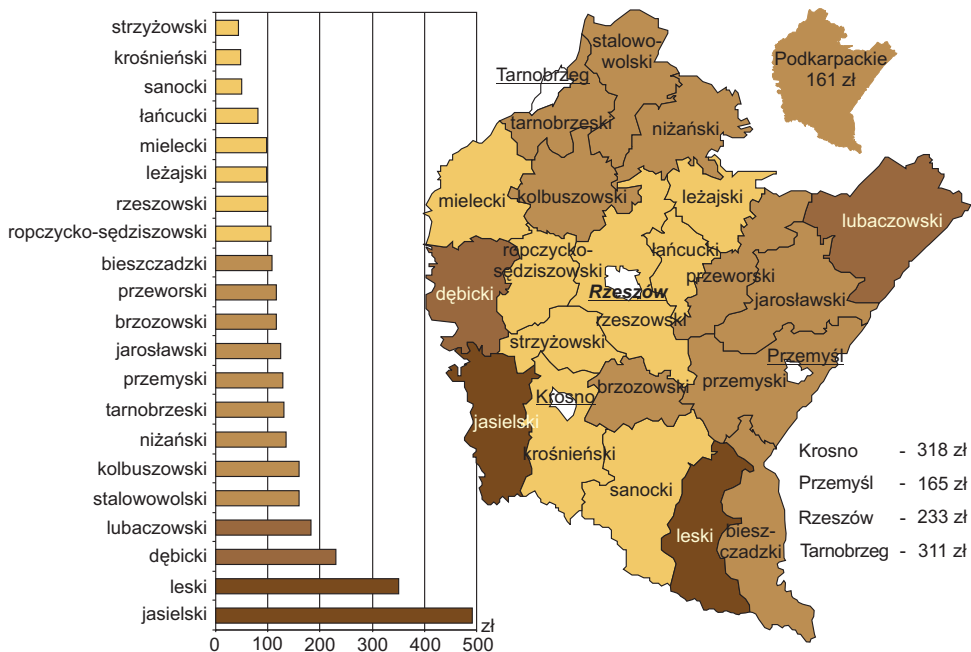 strzyżowski
krośnieński
sanocki
łańcucki
mielecki
leżajski
rzeszowski
ropczycko-sędziszowski
bieszczadzki
przeworski
brzozowski
jarosławski
przemyski
tarnobrzeski
niżański
kolbuszowski
stalowowolski
lubaczowski
dębicki
leski
jasielski
zł
0 100 200 300 400 500
stalowo-
wolski
Tarnobrzeg
tarnobrzeski
niżański
Podkarpackie
161 zł
mielecki
kolbuszowski
leżajski
lubaczowski
ropczycko-
sędziszowski
łańcucki
przeworski
dębicki
Rzeszów
jarosławski
rzeszowski
strzyżowski
Przemyśl
przemyski
Krosno
brzozowski
jasielski
krośnieński
sanocki
leski
biesz-
czadzki
Krosno - 318 zł
Przemyśl - 165 zł
Rzeszów - 233 zł
Tarnobrzeg - 311 zł